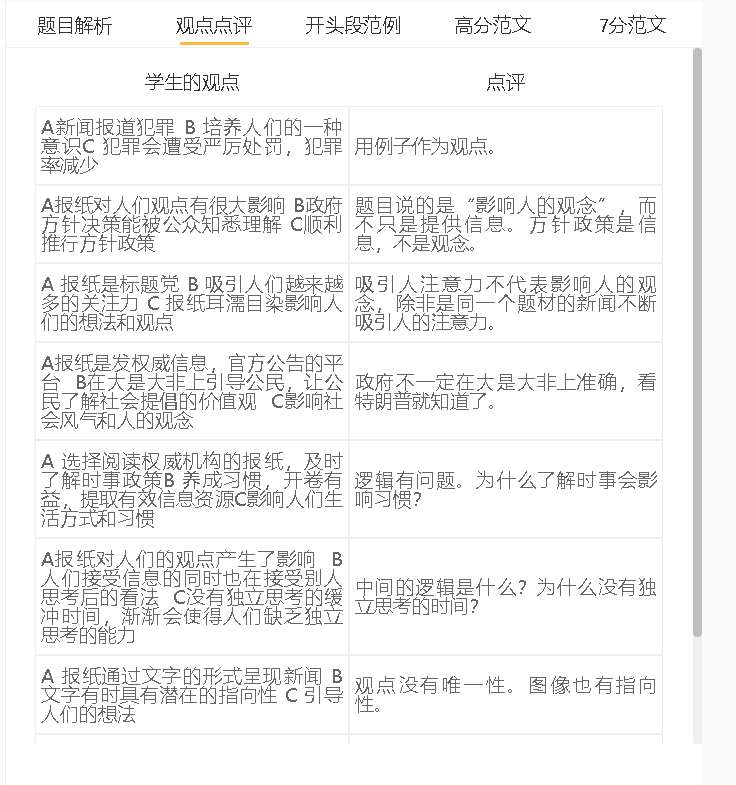 题目解析 观点点评 开头段范例 高分范文 7分范文
学生的观点 点评
A新闻报道犯罪 B 培养人们的一种
意识C 犯罪会遭受严厉处罚，犯罪
率减少
用例子作为观点。
A报纸对人们观点有很大影响 B政府
方针决策能被公众知悉理解 C顺利
推行方针政策
题目说的是“影响人的观念”，而
不只是提供信息。方针政策是信
息，不是观念。
A 报纸是标题党 B 吸引人们越来越
多的关注力 C 报纸耳濡目染影响人
们的想法和观点
吸引人注意力不代表影响人的观
念，除非是同一个题材的新闻不断
吸引人的注意力。
A报纸是发权威信息，官方公告的平
台 B在大是大非上引导公民，让公
民了解社会提倡的价值观 C影响社
会风气和人的观念
政府不一定在大是大非上准确，看
特朗普就知道了。
A 选择阅读权威机构的报纸，及时
了解时事政策B 养成习惯，开卷有
益，提取有效信息资源C影响人们生
活方式和习惯
逻辑有问题。为什么了解时事会影
响习惯？
A报纸对人们的观点产生了影响 B
人们接受信息的同时也在接受别人
思考后的看法 C没有独立思考的缓
冲时间，渐渐会使得人们缺乏独立
思考的能力
中间的逻辑是什么？为什么没有独
立思考的时间？
A 报纸通过文字的形式呈现新闻 B
文字有时具有潜在的指向性 C 引导
人们的想法
观点没有唯一性。图像也有指向
性。